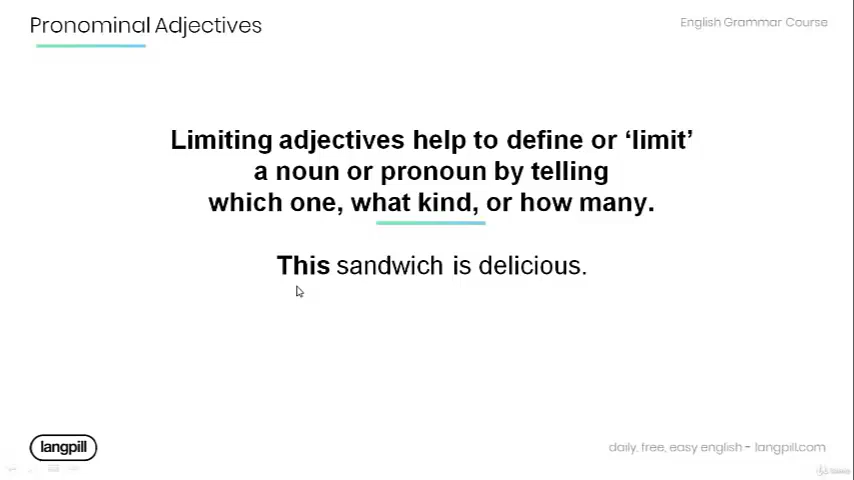 Pronominal Adjectives
English Grammar Course
Limiting adjectives help to define or ‘limit’
a noun or pronoun by telling
which one, what kind, or how many.
This sandwich is delicious.
langpill
daily, free, easy english - langpill.com